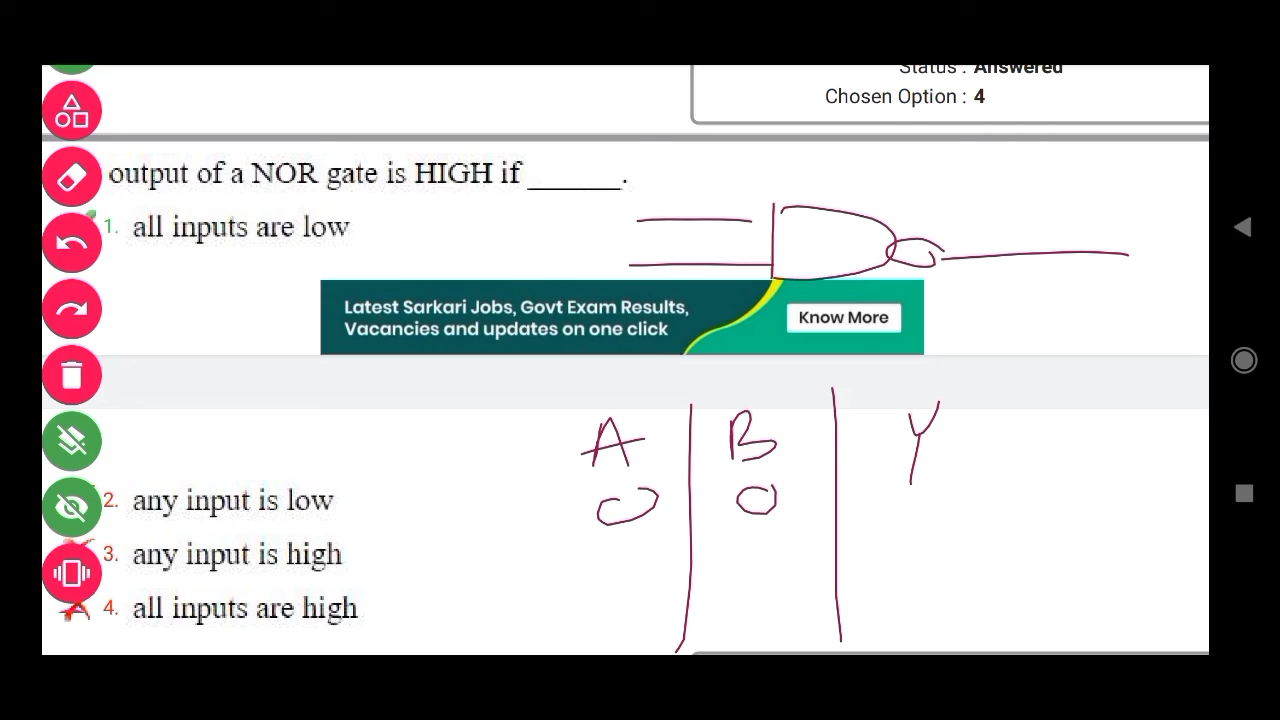 Status : Answered
Chosen Option : 4
output of a NOR gate is HIGH if ______.
1. all inputs are low
Latest Sarkari Jobs, Govt Exam Results,
Vacancies and updates on one click
Know More
A B Y
0 0
2. any input is low
3. any input is high
4. all inputs are high